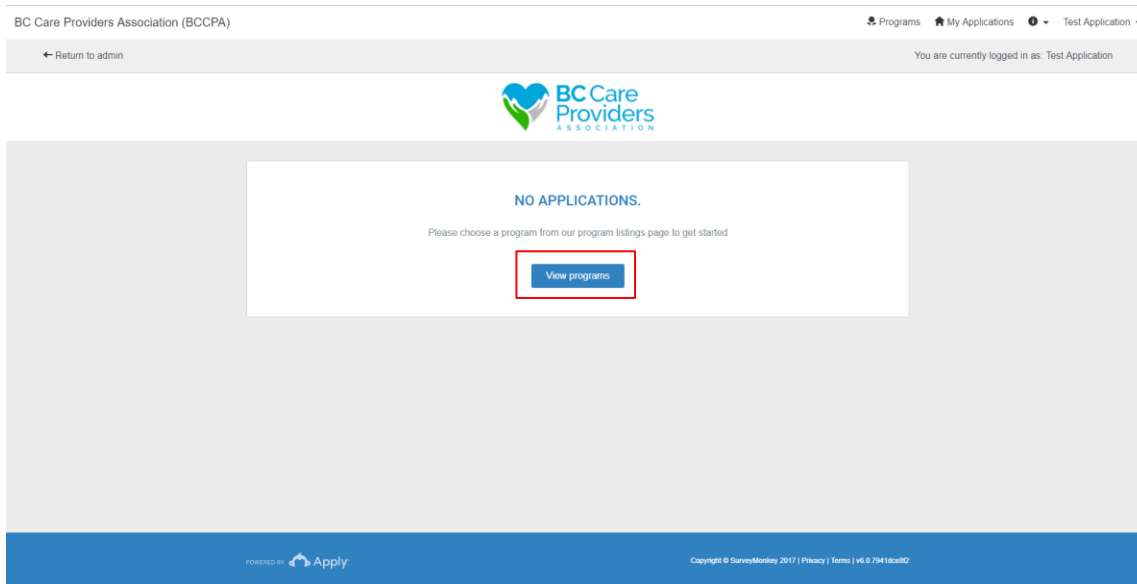 BC Care Providers Association (BCCPA)
Programs My Applications Test Application
Return to admin
You are currently logged in as: Test Application
BC Care
Providers
ASSOCIATION
NO APPLICATIONS.
Please choose a program from our program listings page to get started
View programs
POWERED BY Apply
Copyright © SurveyMonkey 2017 | Privacy | Terms | v6.0.7941dce8f2